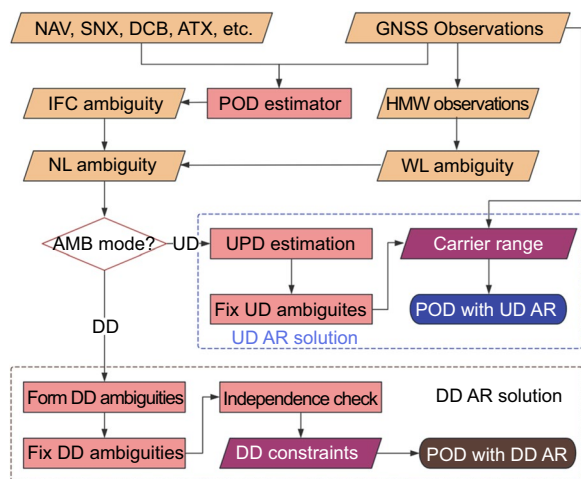 NAV, SNX, DCB, ATX, etc.
GNSS Observations
IFC ambiguity
POD estimator
HMW observations
NL ambiguity
WL ambiguity
AMB mode?
UD
UPD estimation
Carrier range
Fix UD ambiguites
POD with UD AR
UD AR solution
DD
Form DD ambiguities
Independence check
DD AR solution
Fix DD ambiguities
DD constraints
POD with DD AR